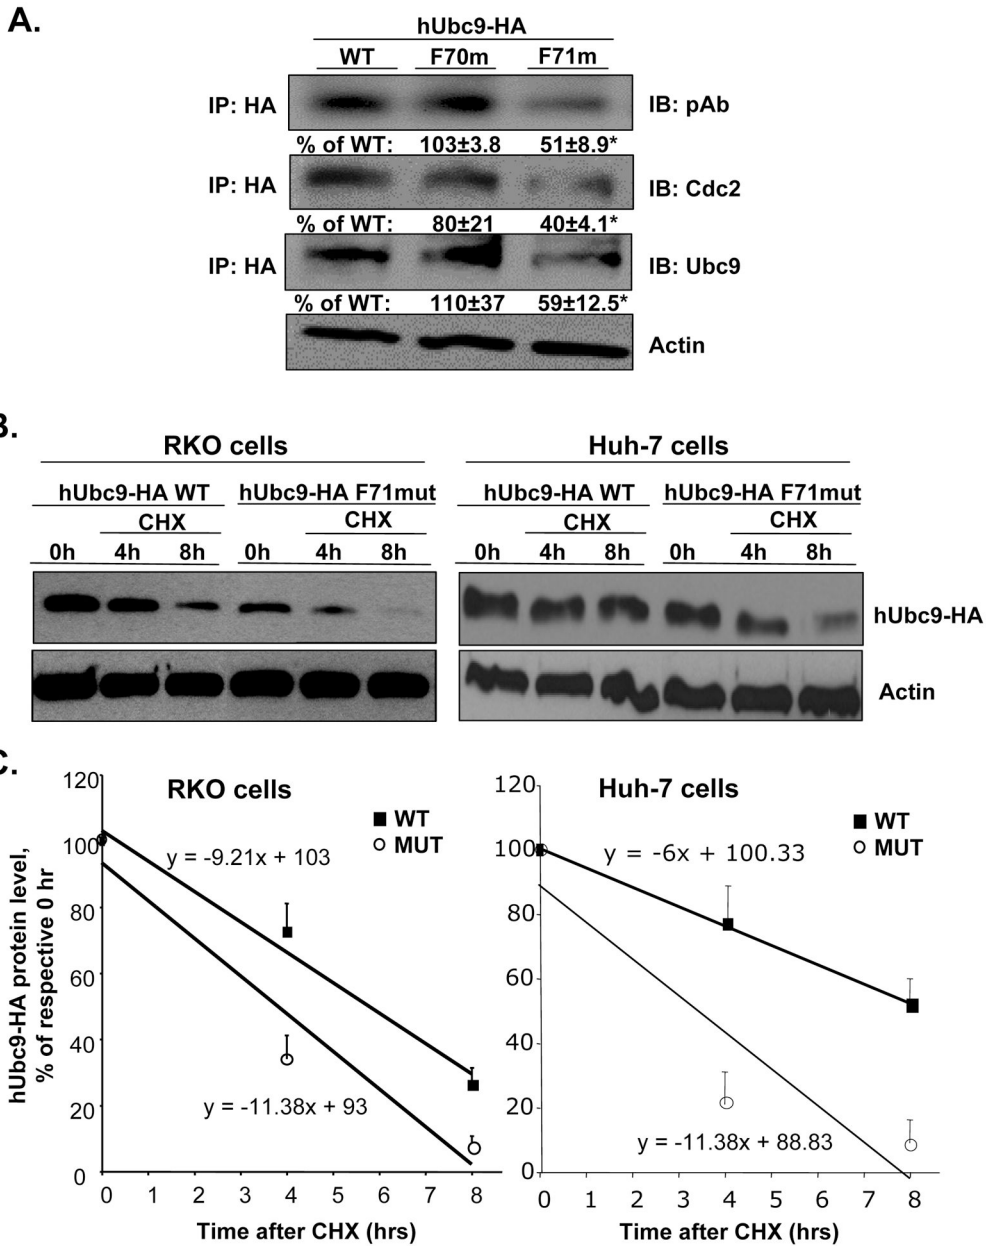 A.
hUbc9-HA
WT F70m F71m
IP: HA IB: pAb
% of WT: 103±3.8 51±8.9*
IP: HA IB: Cdc2
% of WT: 80±21 40±4.1*
IP: HA IB: Ubc9
% of WT: 110±37 59±12.5*
Actin
B.
RKO cells Huh-7 cells
hUbc9-HA WT hUbc9-HA F71mut hUbc9-HA WT hUbc9-HA F71mut
CHX CHX CHX CHX
0h 4h 8h 0h 4h 8h 0h 4h 8h 0h 4h 8h
hUbc9-HA
Actin
C.
hUbc9-HA protein level,
% of respective 0 hr
RKO cells
WT
MUT
y = -9.21x + 103
y = -11.38x + 93
120
100
80
60
40
20
0
0 1 2 3 4 5 6 7 8
Time after CHX (hrs)
Huh-7 cells
WT
MUT
y = -6x + 100.33
y = -11.38x + 88.83
120
100
80
60
40
20
0
0 1 2 3 4 5 6 7 8
Time after CHX (hrs)